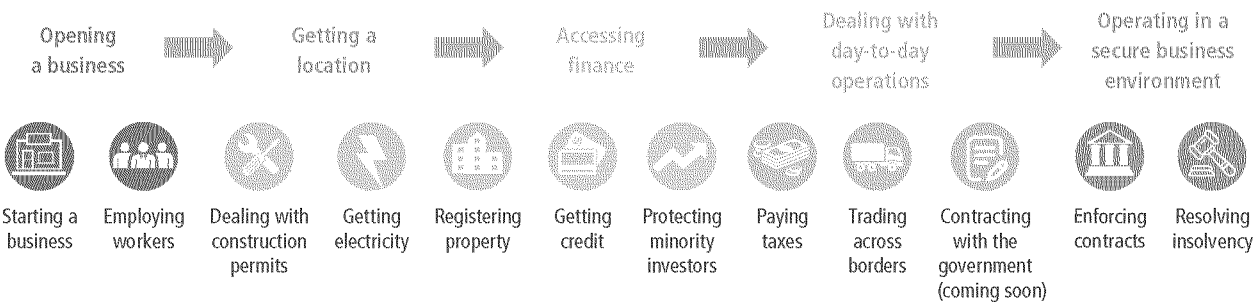 Opening
a business
Getting a
location
Accessing
finance
Dealing with
day-to-day
operations
Operating in a
secure business
environment
Starting a
business
Employing
workers
Dealing with
construction
permits
Getting
electricity
Registering
property
Getting
credit
Protecting
minority
investors
Paying
taxes
Trading
across
borders
Contracting
with the
government
(coming soon)
Enforcing
contracts
Resolving
insolvency